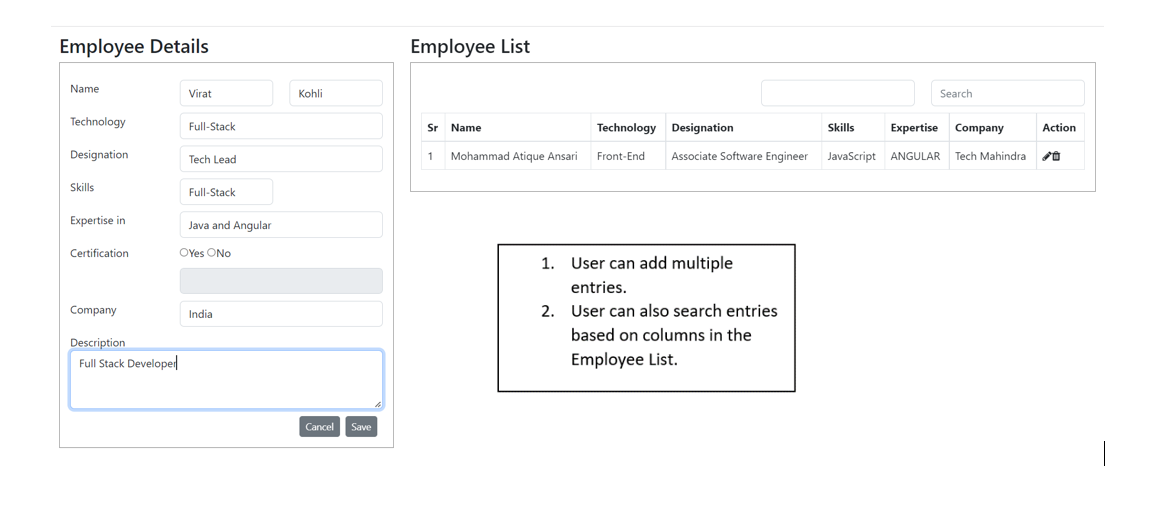 Employee Details
Name Virat Kohli
Technology Full-Stack
Designation Tech Lead
Skills Full-Stack
Expertise in Java and Angular
Certification Yes No
Company India
Description
Full Stack Developer
Cancel Save
Employee List
Search
Sr Name Technology Designation Skills Expertise Company Action
1 Mohammad Atique Ansari Front-End Associate Software Engineer JavaScript ANGULAR Tech Mahindra
1. User can add multiple
entries.
2. User can also search entries
based on columns in the
Employee List.